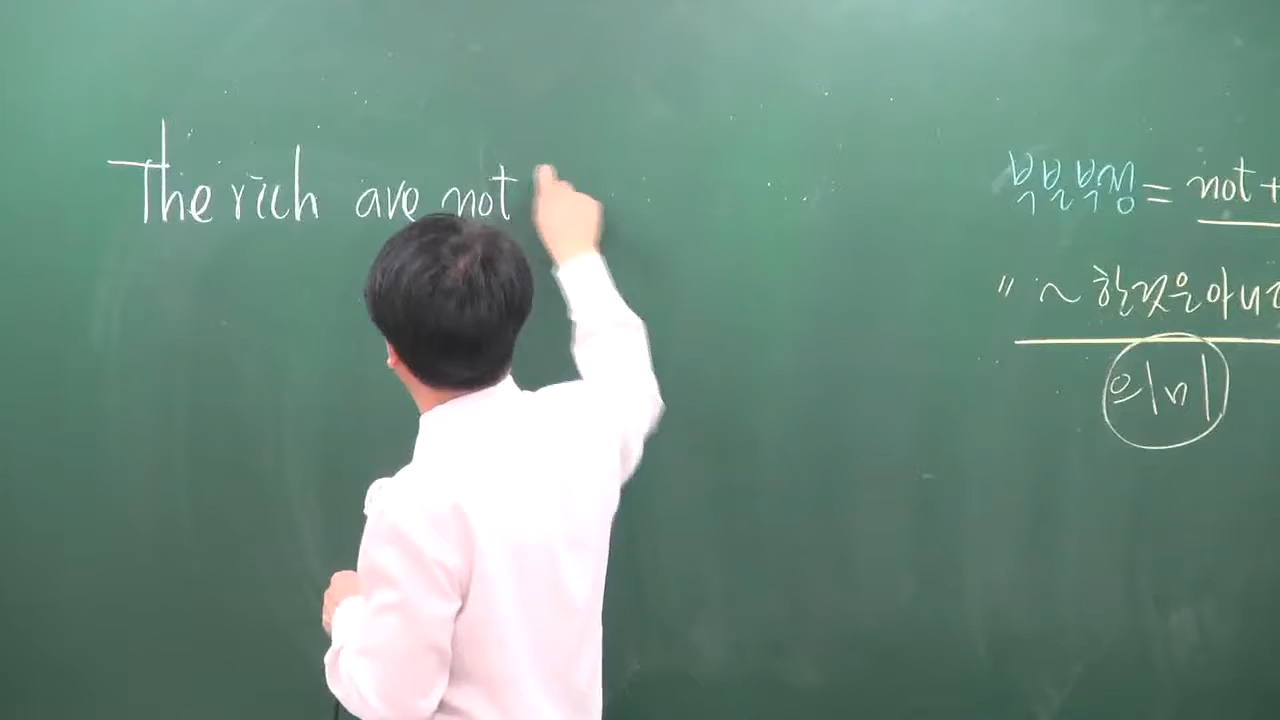 The rich are not
부분부정 = not +
" ~ 한것은아니
의미